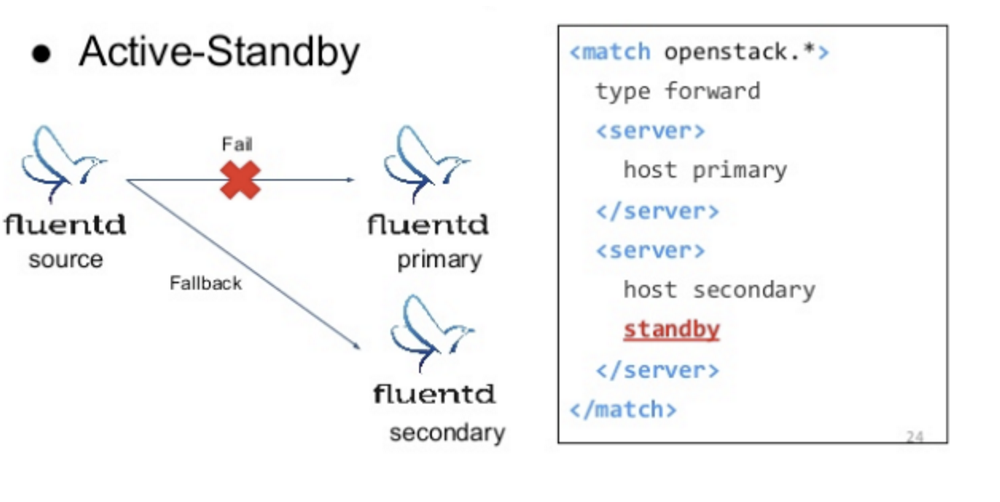 ● Active-Standby
Fail
fluentd
source
fluentd
primary
Fallback
fluentd
secondary
<match openstack.*>
type forward
<server>
host primary
</server>
<server>
host secondary
standby
</server>
</match>
24